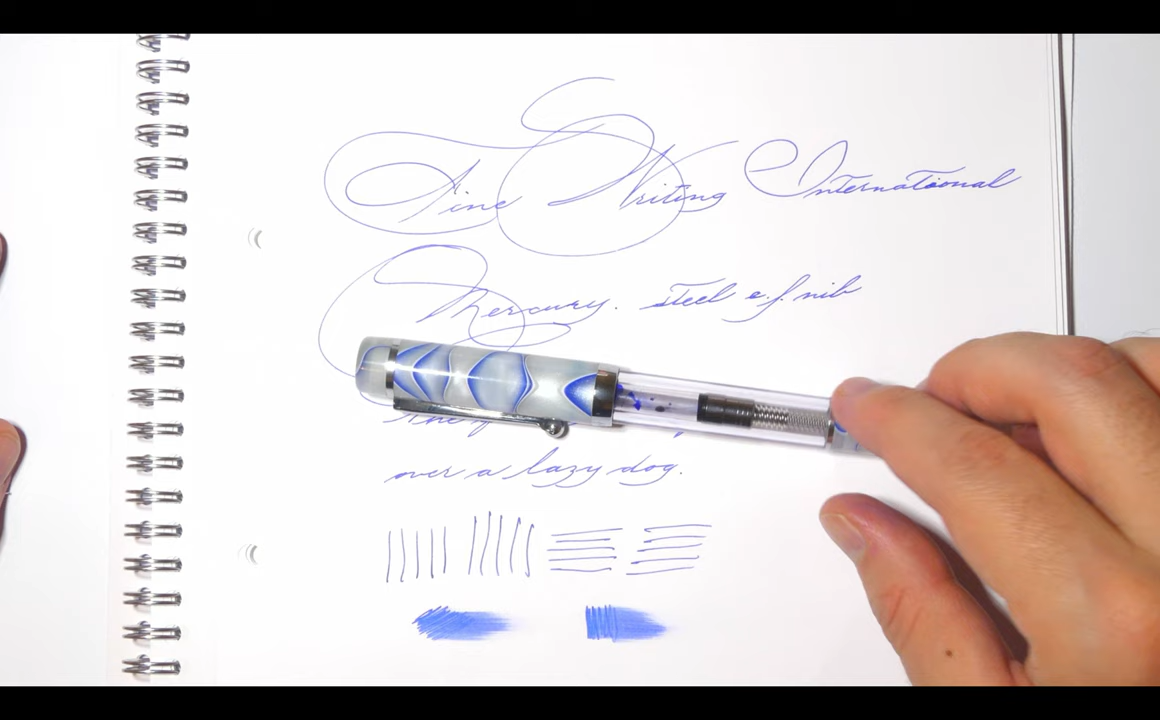 Fine Writing International
Mercury. steel e.f. nib
over a lazy dog.